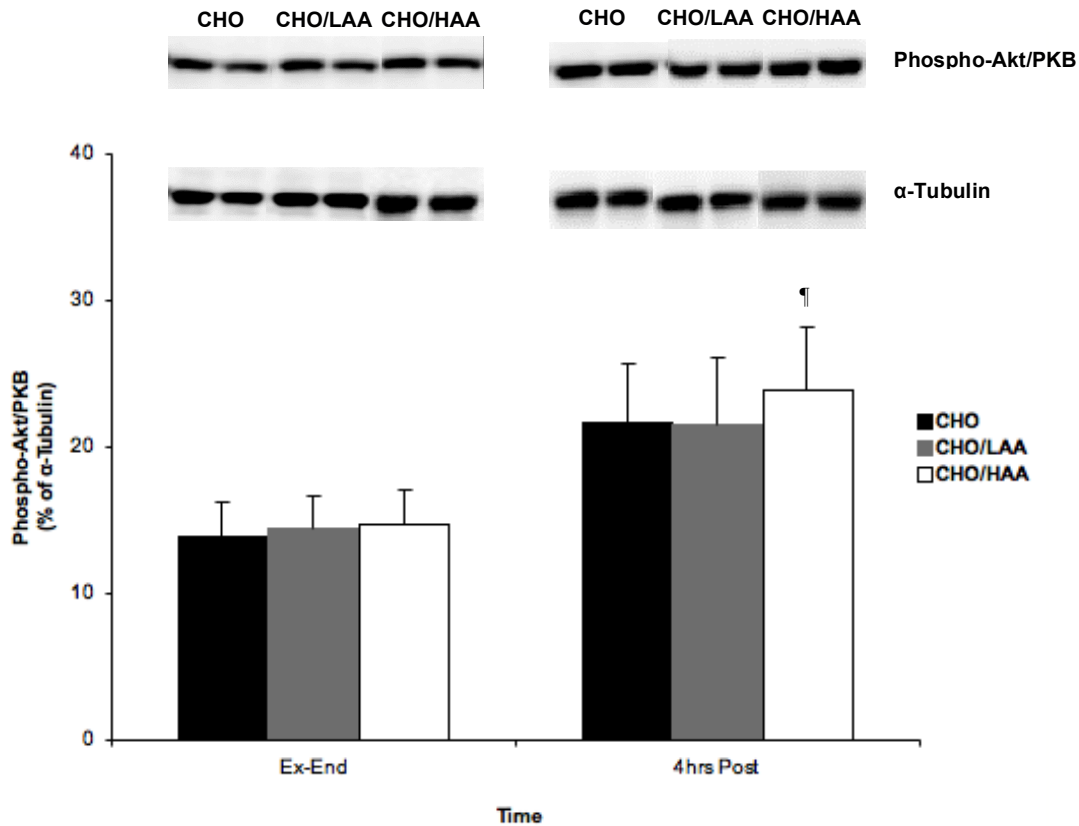 CHO CHO/LAA CHO/HAA CHO CHO/LAA CHO/HAA
Phospho-Akt/PKB
α-Tubulin
Phospho-Akt/PKB
(% of α-Tubulin)
40
30
20
10
0
¶
CHO
CHO/LAA
CHO/HAA
Ex-End 4hrs Post
Time